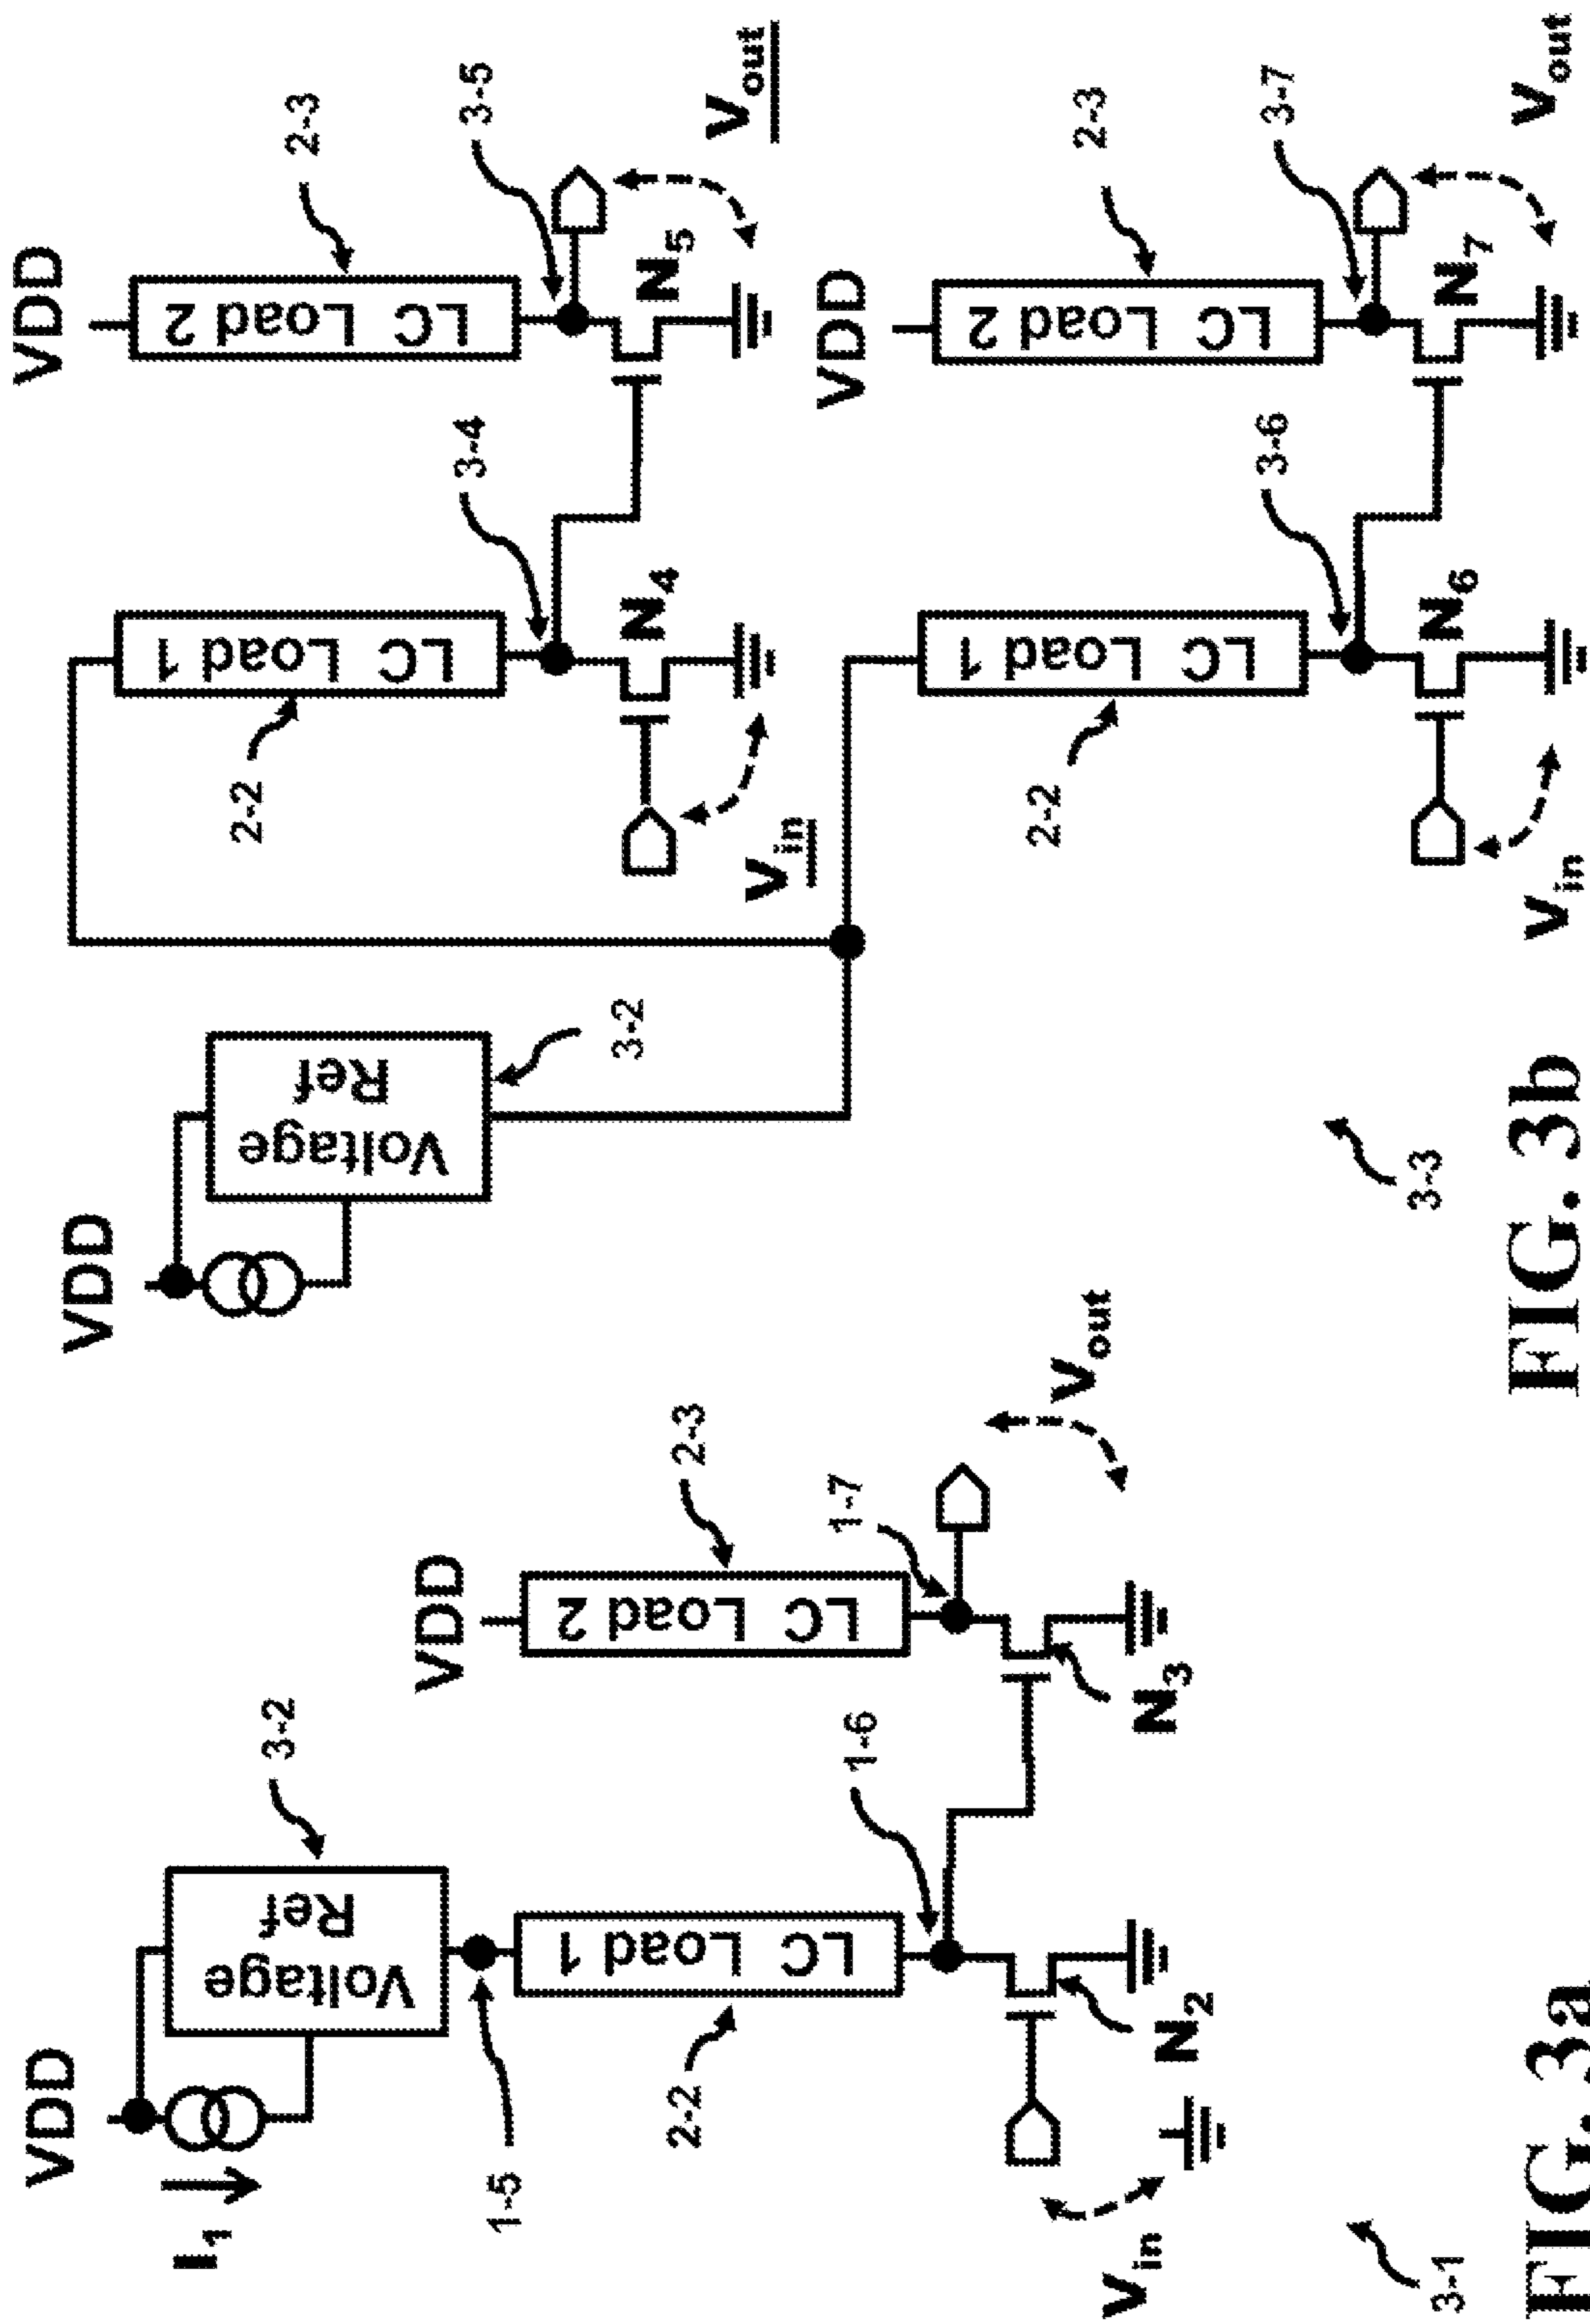 VDD
I1
3-2
Voltage
Ref
1-5
VDD
2-2
LC Load 1
1-6
2-3
LC Load 2
1-7
Vin
N2
N3
Vout
3-1
FIG. 3a
VDD
Voltage
Ref
3-2
VDD
2-2
LC Load 1
3-4
2-3
LC Load 2
3-5
Vin
N4
N5
Vout
VDD
2-2
LC Load 1
3-6
2-3
LC Load 2
3-7
Vin
N6
N7
Vout
3-3
FIG. 3b